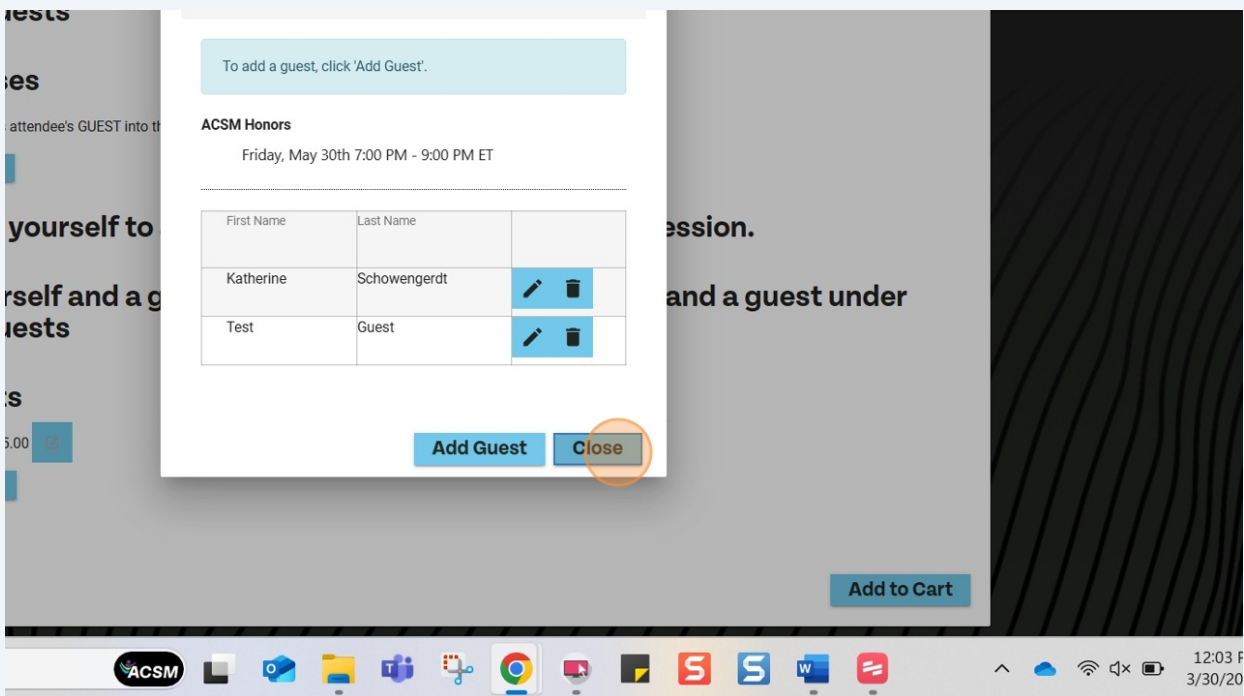 uests
To add a guest, click 'Add Guest'.
ses
attendee's GUEST into th
ACSM Honors
Friday, May 30th 7:00 PM - 9:00 PM ET
yourself to
ession.
First Name Last Name
Katherine Schowengerdt
rself and a g
and a guest under
uests
Test Guest
ts
5.00
Add Guest Close
Add to Cart
ACSM
12:03 P
3/30/20